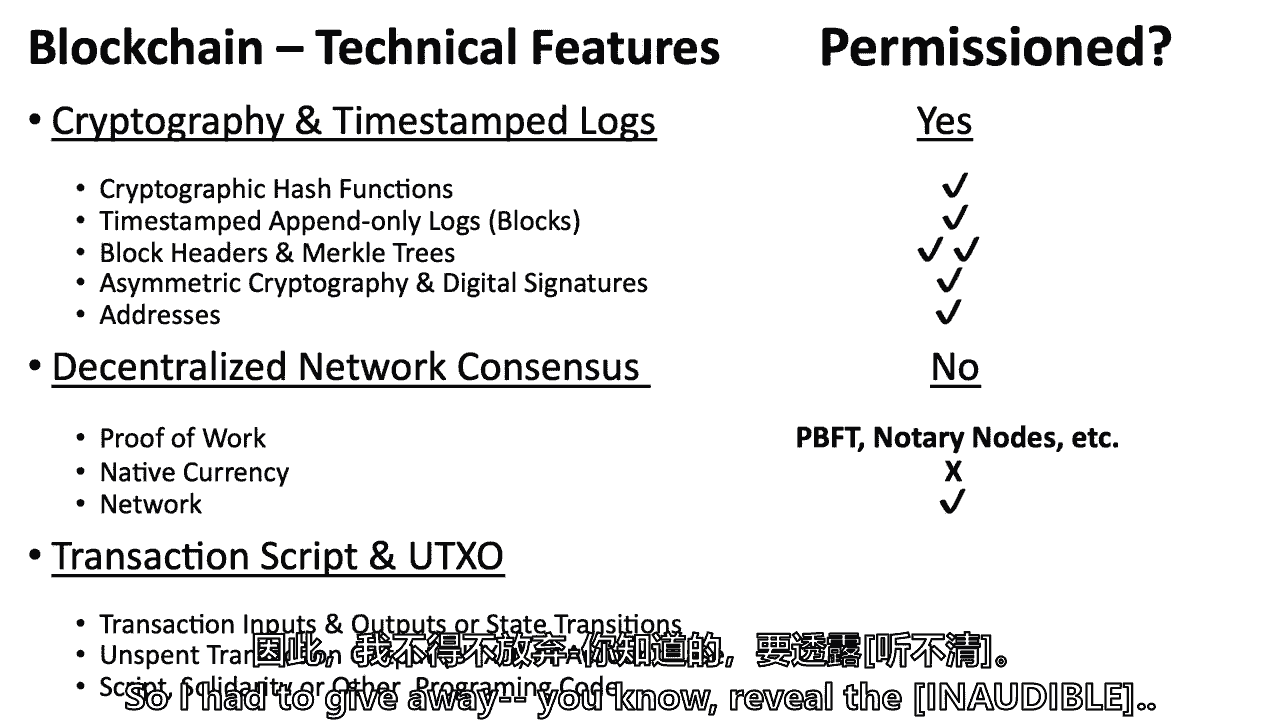 Blockchain – Technical Features Permissioned?
• Cryptography & Timestamped Logs Yes
• Cryptographic Hash Functions ✓
• Timestamped Append-only Logs (Blocks) ✓
• Block Headers & Merkle Trees ✓ ✓
• Asymmetric Cryptography & Digital Signatures ✓
• Addresses ✓
• Decentralized Network Consensus No
• Proof of Work PBFT, Notary Nodes, etc.
• Native Currency X
• Network ✓
• Transaction Script & UTXO
• Transaction Inputs & Outputs or State Transitions
• Unspent
因此，我不得不放弃-你知道的，要透露[听不清]。
• Script, Solidarity or Other Programing Code
So I had to give away-- you know, reveal the [INAUDIBLE]..